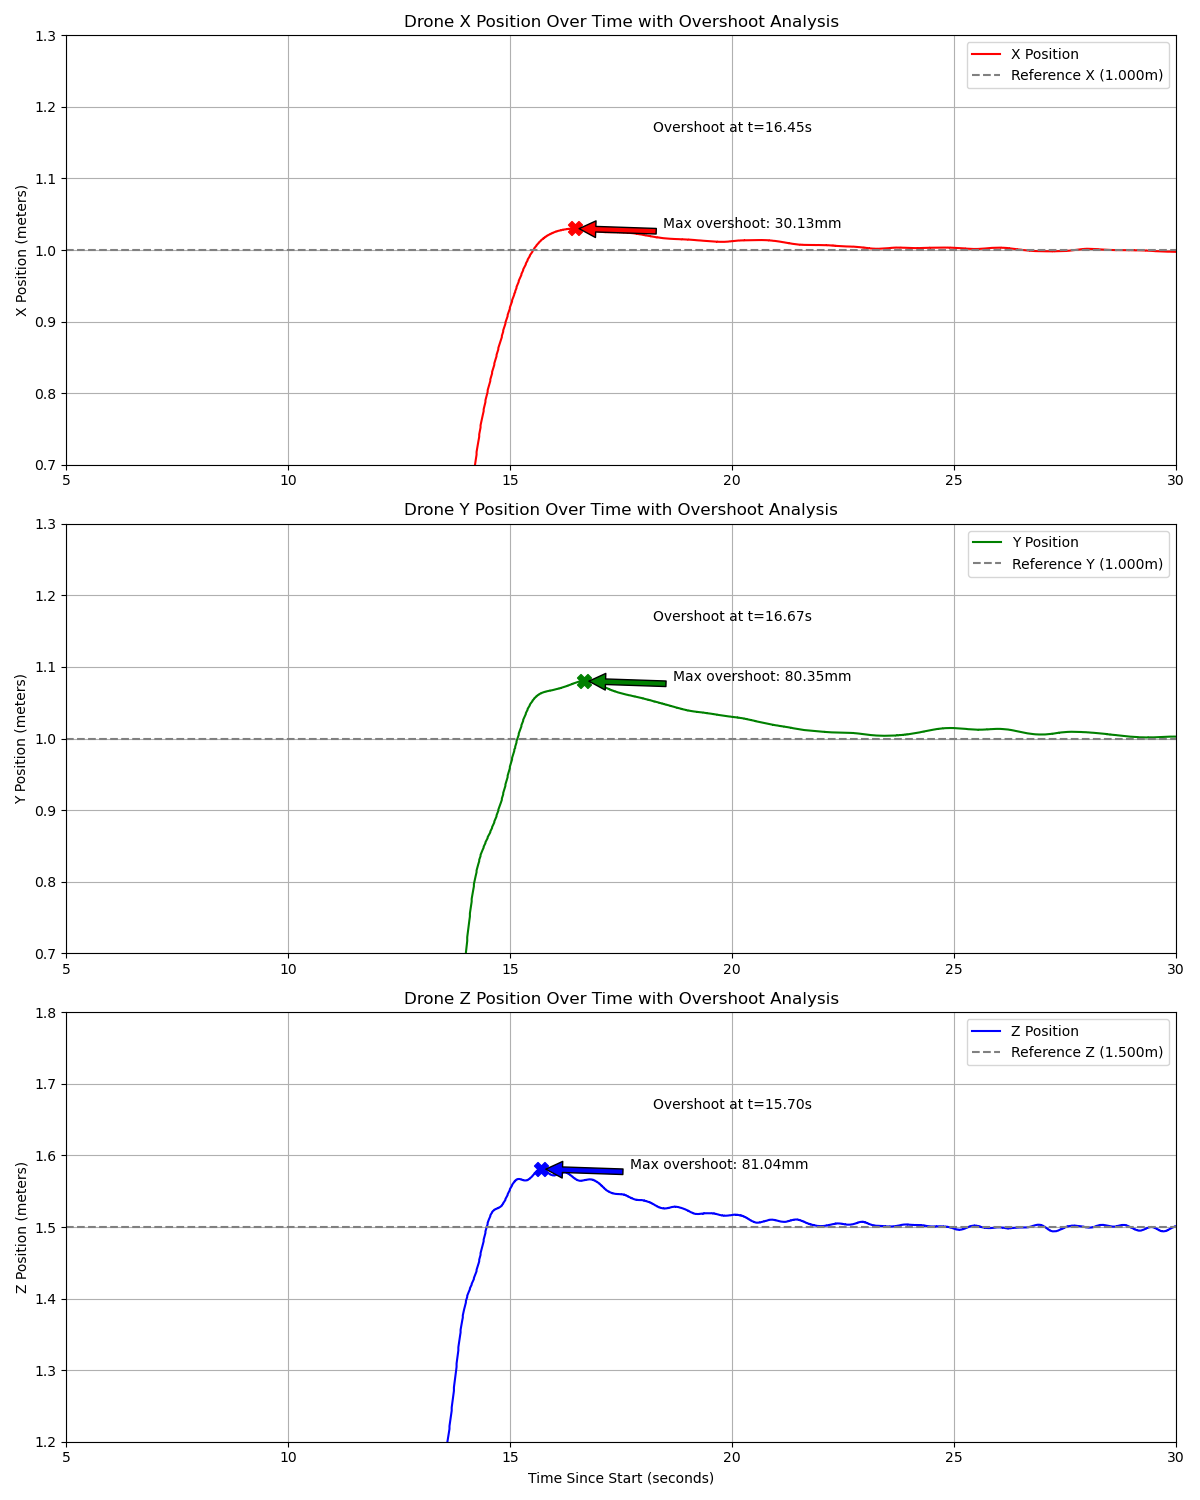 Drone X Position Over Time with Overshoot Analysis
1.3
1.2
1.1
1.0
0.9
0.8
0.7
X Position (meters)
X Position
Reference X (1.000m)
Overshoot at t=16.45s
Max overshoot: 30.13mm
5 10 15 20 25 30
Drone Y Position Over Time with Overshoot Analysis
1.3
1.2
1.1
1.0
0.9
0.8
0.7
Y Position (meters)
Y Position
Reference Y (1.000m)
Overshoot at t=16.67s
Max overshoot: 80.35mm
5 10 15 20 25 30
Drone Z Position Over Time with Overshoot Analysis
1.8
1.7
1.6
1.5
1.4
1.3
1.2
Z Position (meters)
Z Position
Reference Z (1.500m)
Overshoot at t=15.70s
Max overshoot: 81.04mm
5 10 15 20 25 30
Time Since Start (seconds)